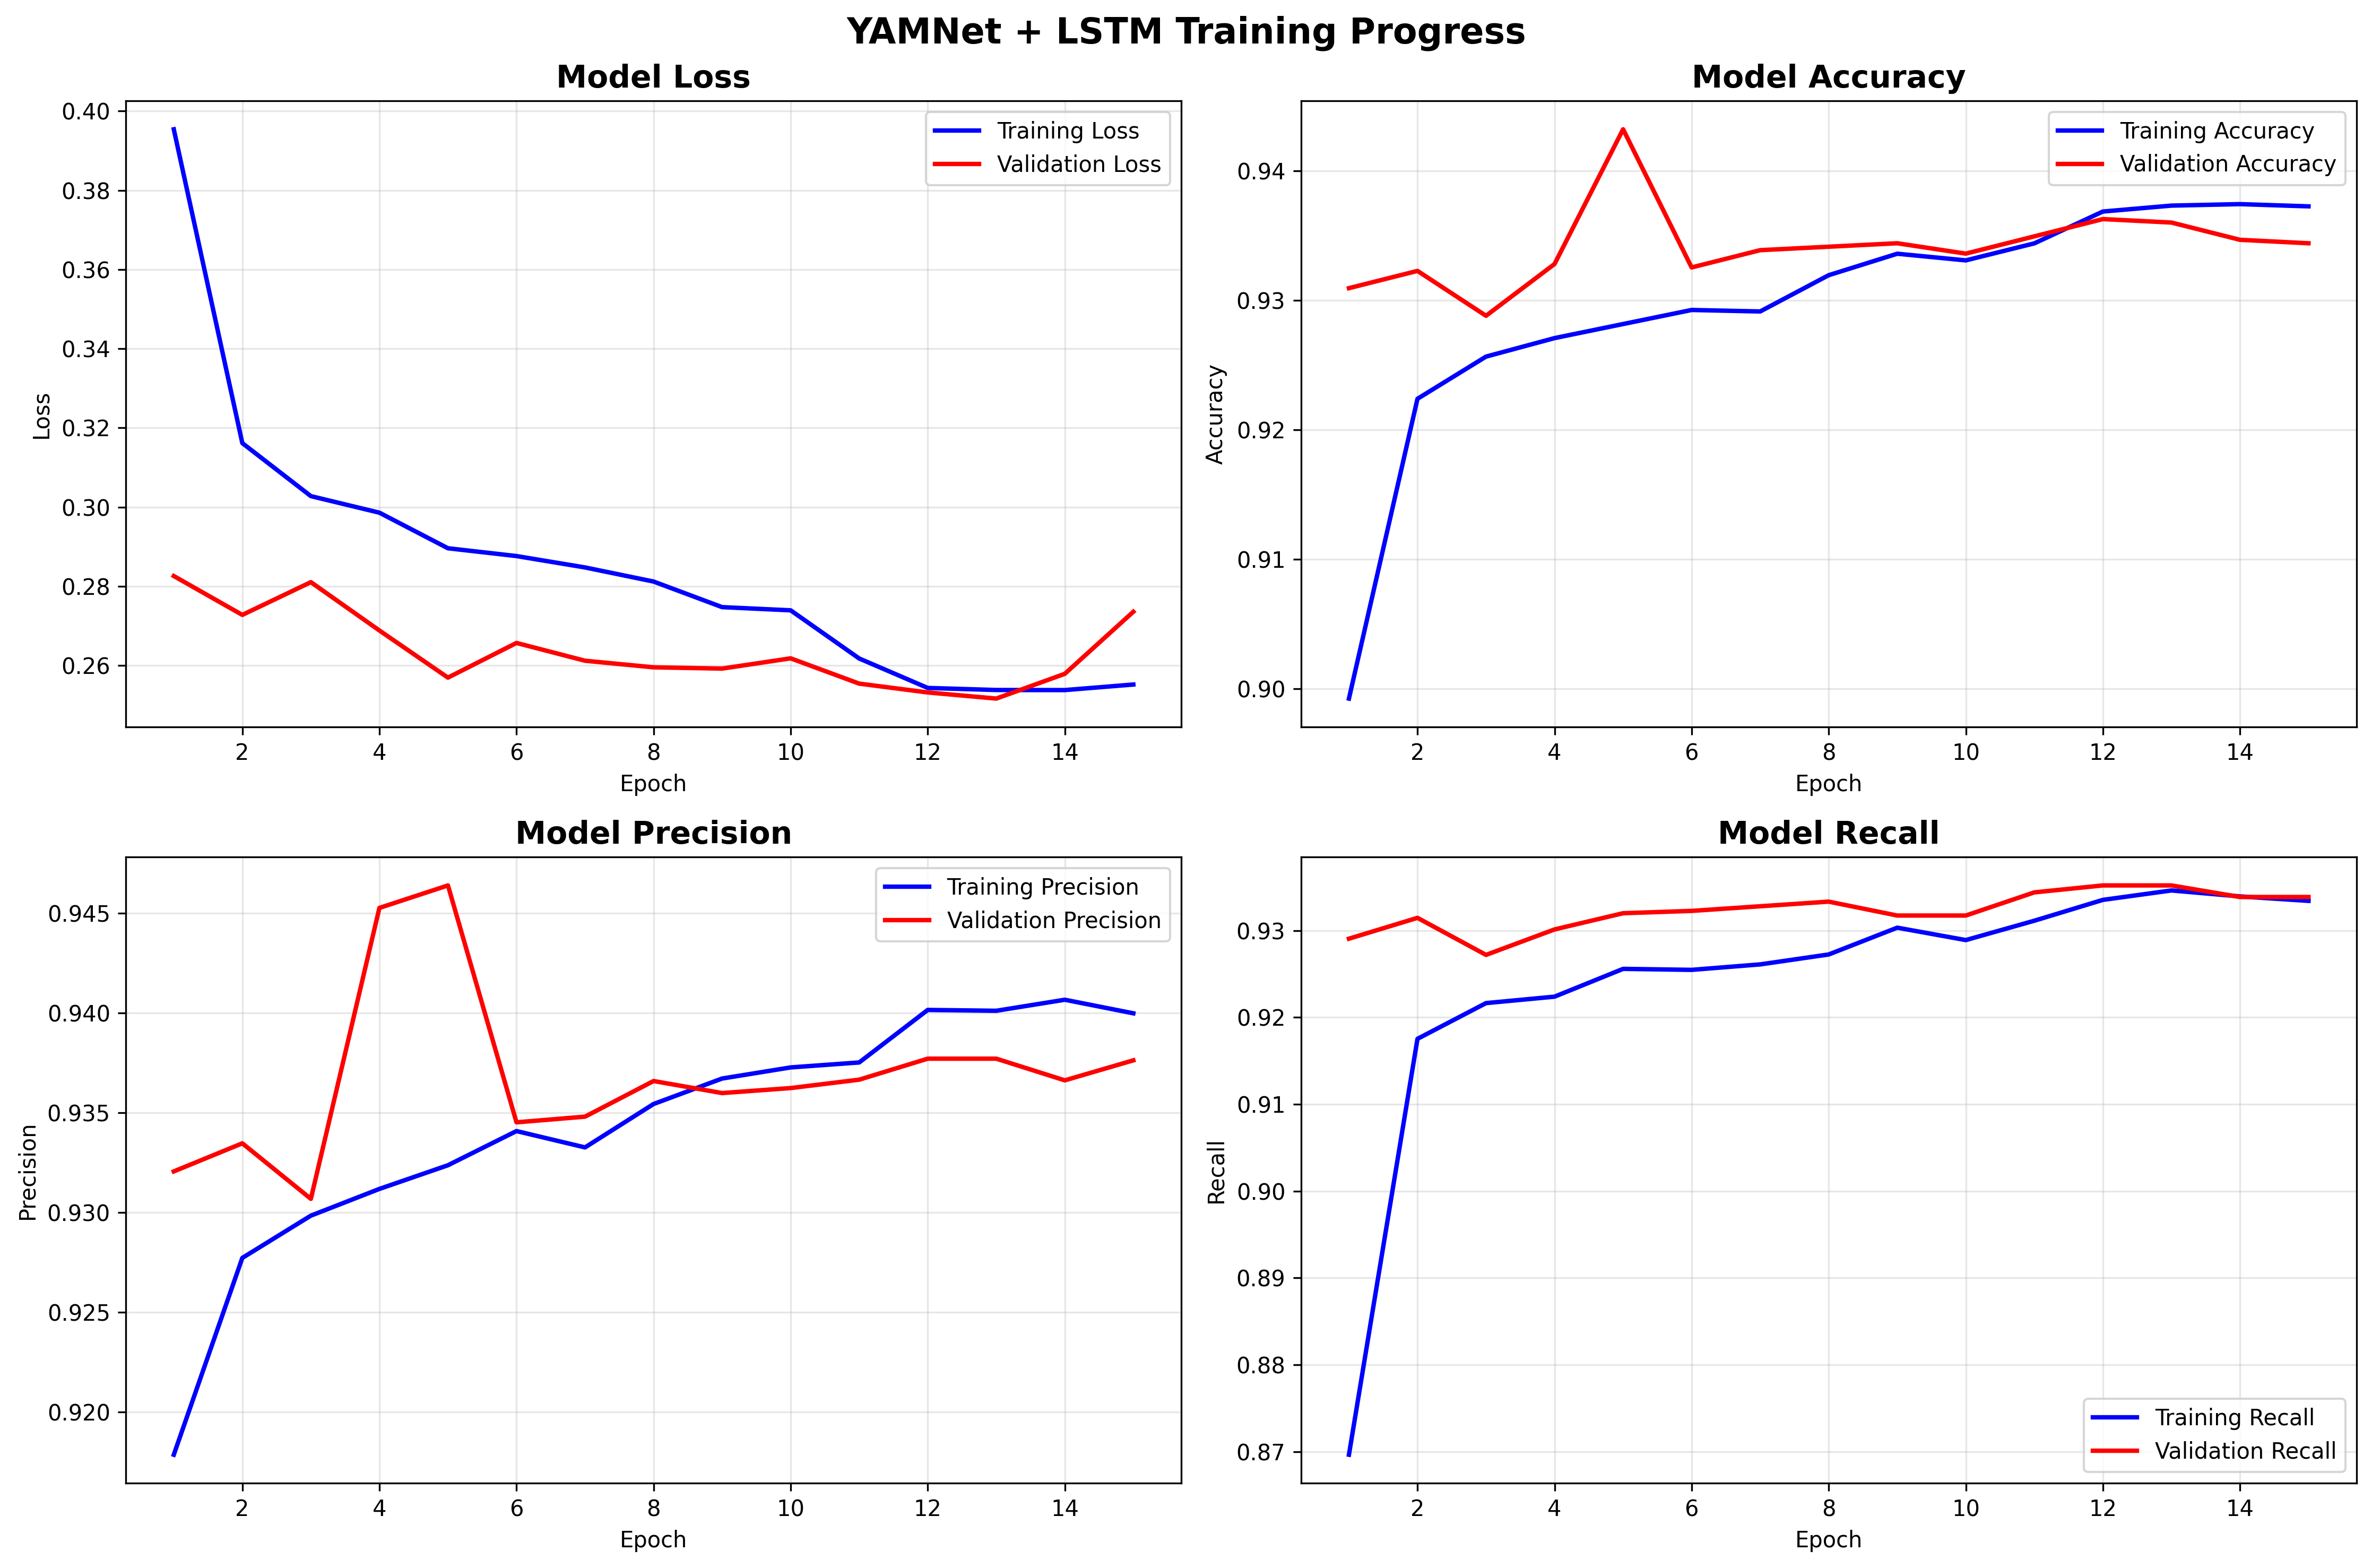 YAMNet + LSTM Training Progress
Model Loss
Training Loss
Validation Loss
0.40
0.38
0.36
0.34
0.32
0.30
0.28
0.26
Loss
2 4 6 8 10 12 14
Epoch
Model Accuracy
Training Accuracy
Validation Accuracy
0.94
0.93
0.92
0.91
0.90
Accuracy
2 4 6 8 10 12 14
Epoch
Model Precision
Training Precision
Validation Precision
0.945
0.940
0.935
0.930
0.925
0.920
Precision
2 4 6 8 10 12 14
Epoch
Model Recall
0.93
0.92
0.91
0.90
0.89
0.88
0.87
Recall
Training Recall
Validation Recall
2 4 6 8 10 12 14
Epoch